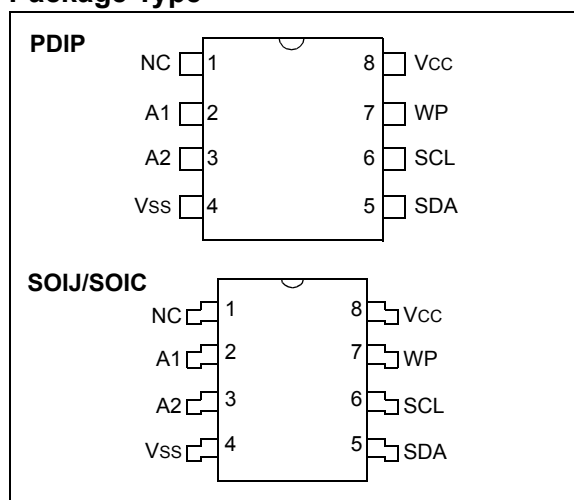 Package Type
PDIP
NC 1 8 Vcc
A1 2 7 WP
A2 3 6 SCL
Vss 4 5 SDA
SOIJ/SOIC
NC 1 8 Vcc
A1 2 7 WP
A2 3 6 SCL
Vss 4 5 SDA